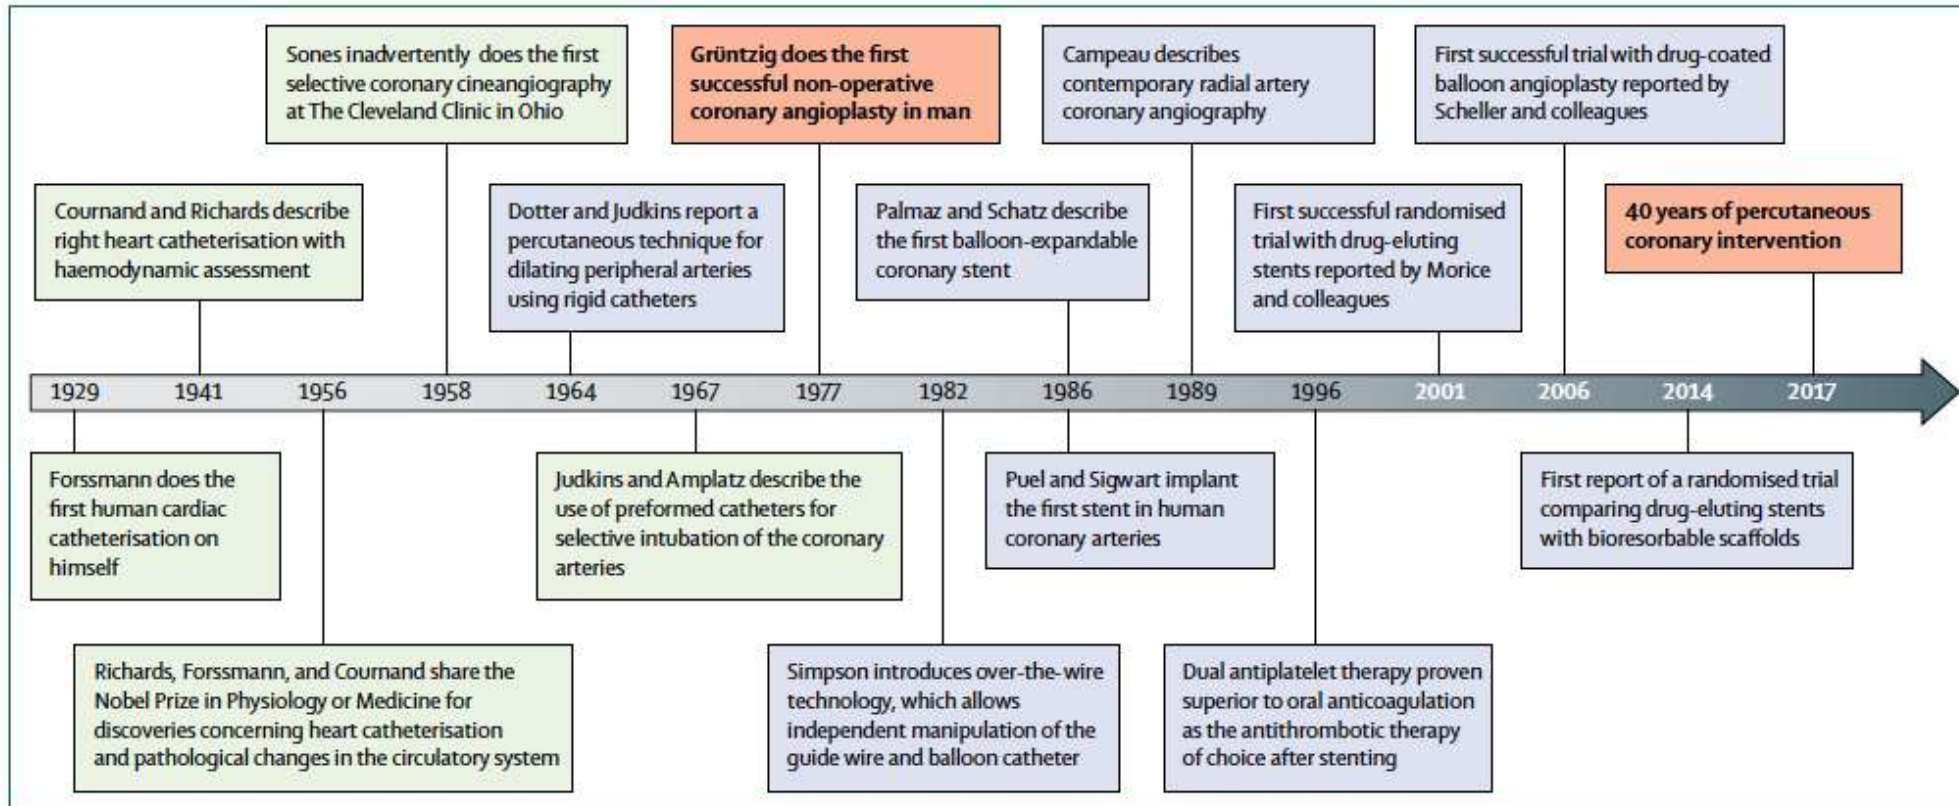 Sones inadvertently does the first
selective coronary cineangiography
at The Cleveland Clinic in Ohio
Grüntzig does the first
successful non-operative
coronary angioplasty in man
Campeau describes
contemporary radial artery
coronary angiography
First successful trial with drug-coated
balloon angioplasty reported by
Scheller and colleagues
Cournand and Richards describe
right heart catheterisation with
haemodynamic assessment
Dotter and Judkins report a
percutaneous technique for
dilating peripheral arteries
using rigid catheters
Palmaz and Schatz describe
the first balloon-expandable
coronary stent
First successful randomised
trial with drug-eluting
stents reported by Morice
and colleagues
40 years of percutaneous
coronary intervention
1929 1941 1956 1958 1964 1967 1977 1982 1986 1989 1996 2001 2006 2014 2017
Forssmann does the
first human cardiac
catheterisation on
himself
Judkins and Amplatz describe the
use of preformed catheters for
selective intubation of the coronary
arteries
Puel and Sigwart implant
the first stent in human
coronary arteries
First report of a randomised trial
comparing drug-eluting stents
with bioresorbable scaffolds
Richards, Forssmann, and Cournand share the
Nobel Prize in Physiology or Medicine for
discoveries concerning heart catheterisation
and pathological changes in the circulatory system
Simpson introduces over-the-wire
technology, which allows
independent manipulation of the
guide wire and balloon catheter
Dual antiplatelet therapy proven
superior to oral anticoagulation
as the antithrombotic therapy
of choice after stenting